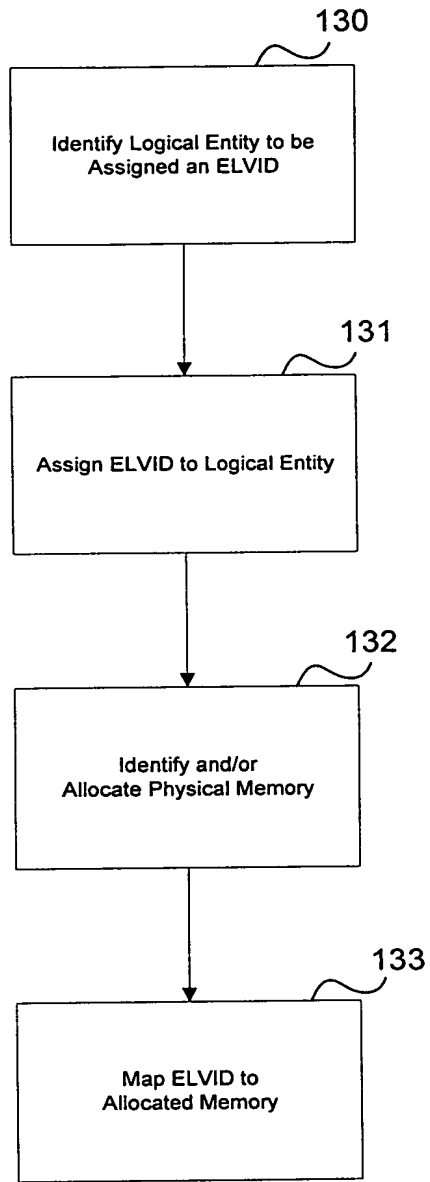 130
Identify Logical Entity to be
Assigned an ELVID
131
Assign ELVID to Logical Entity
132
Identify and/or
Allocate Physical Memory
133
Map ELVID to
Allocated Memory